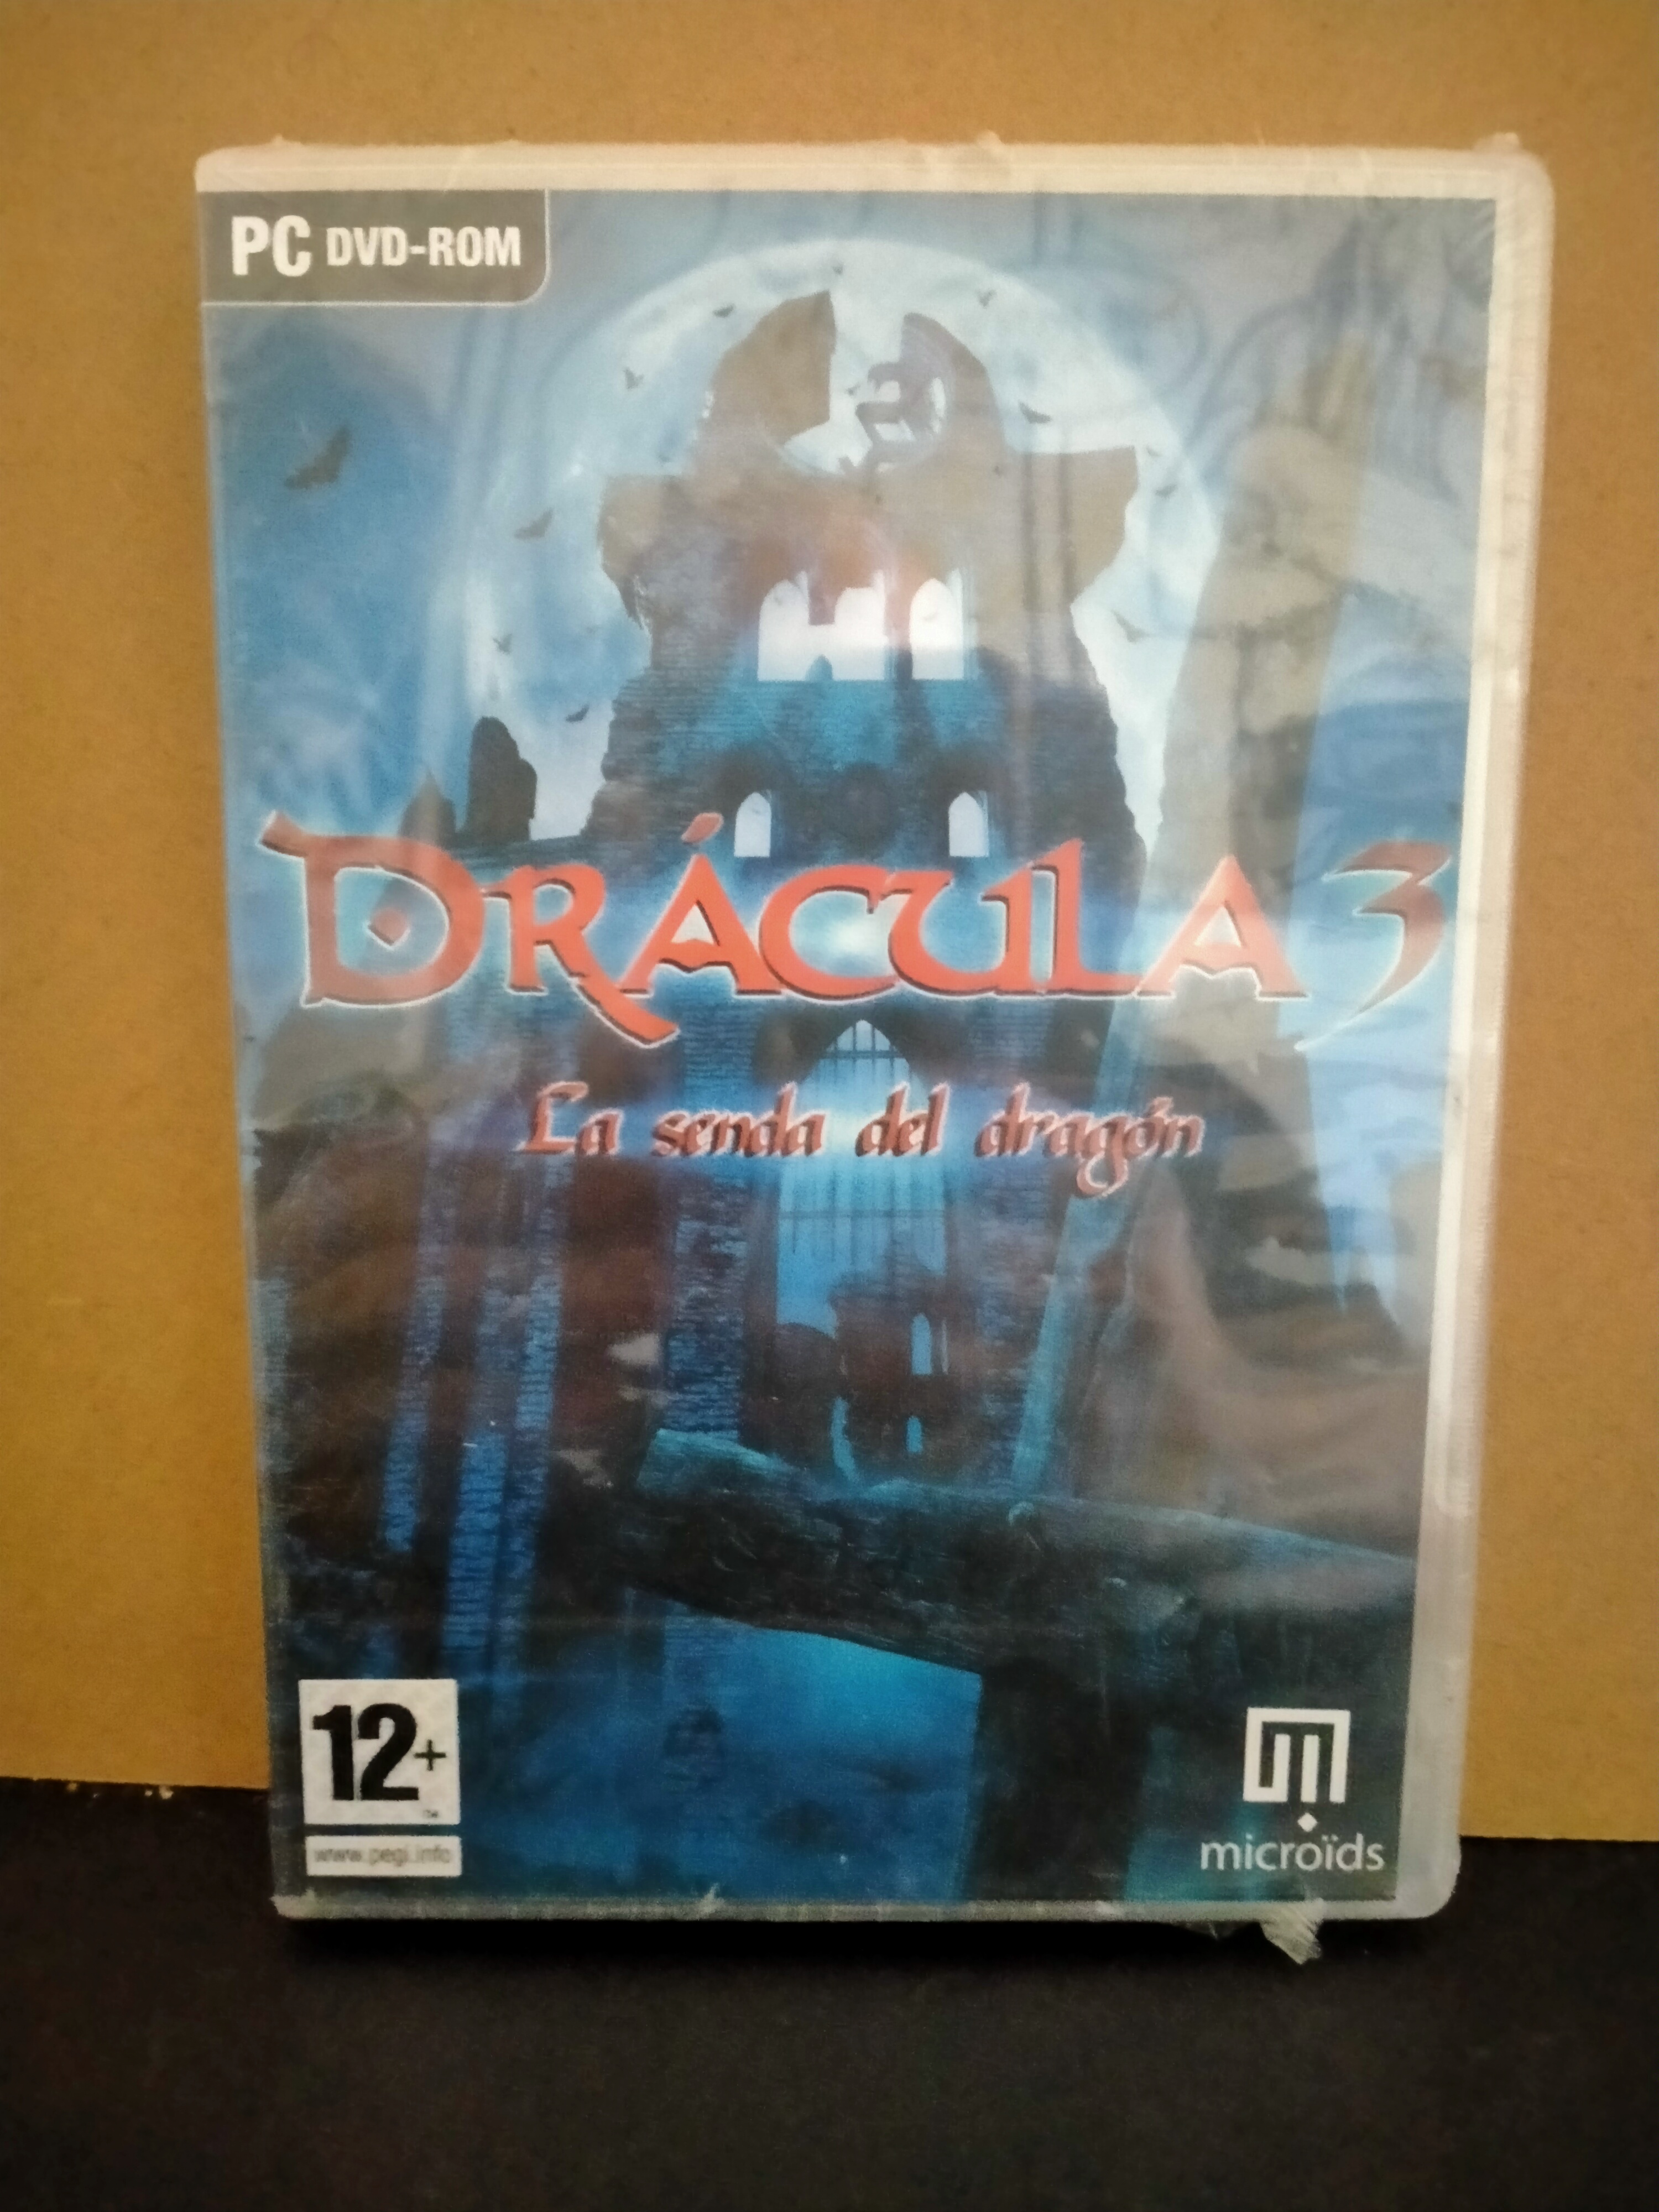 PC DVD-ROM
DRÁCULA 3
La senda del dragón
12+
www.pegi.info
microïds